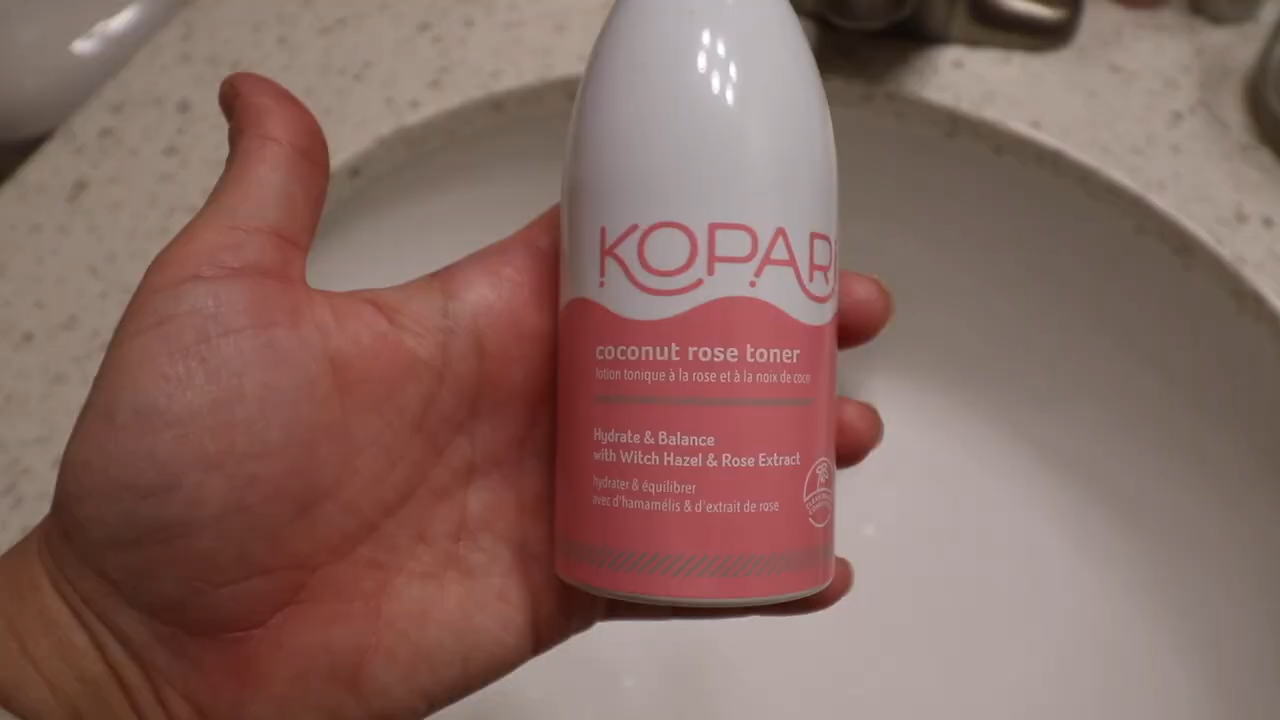 KOPARI
coconut rose toner
lotion tonique à la rose et à la noix de coco
Hydrate & Balance
with Witch Hazel & Rose Extract
hydrater & équilibrer
avec d'hamamélis & d'extrait de rose